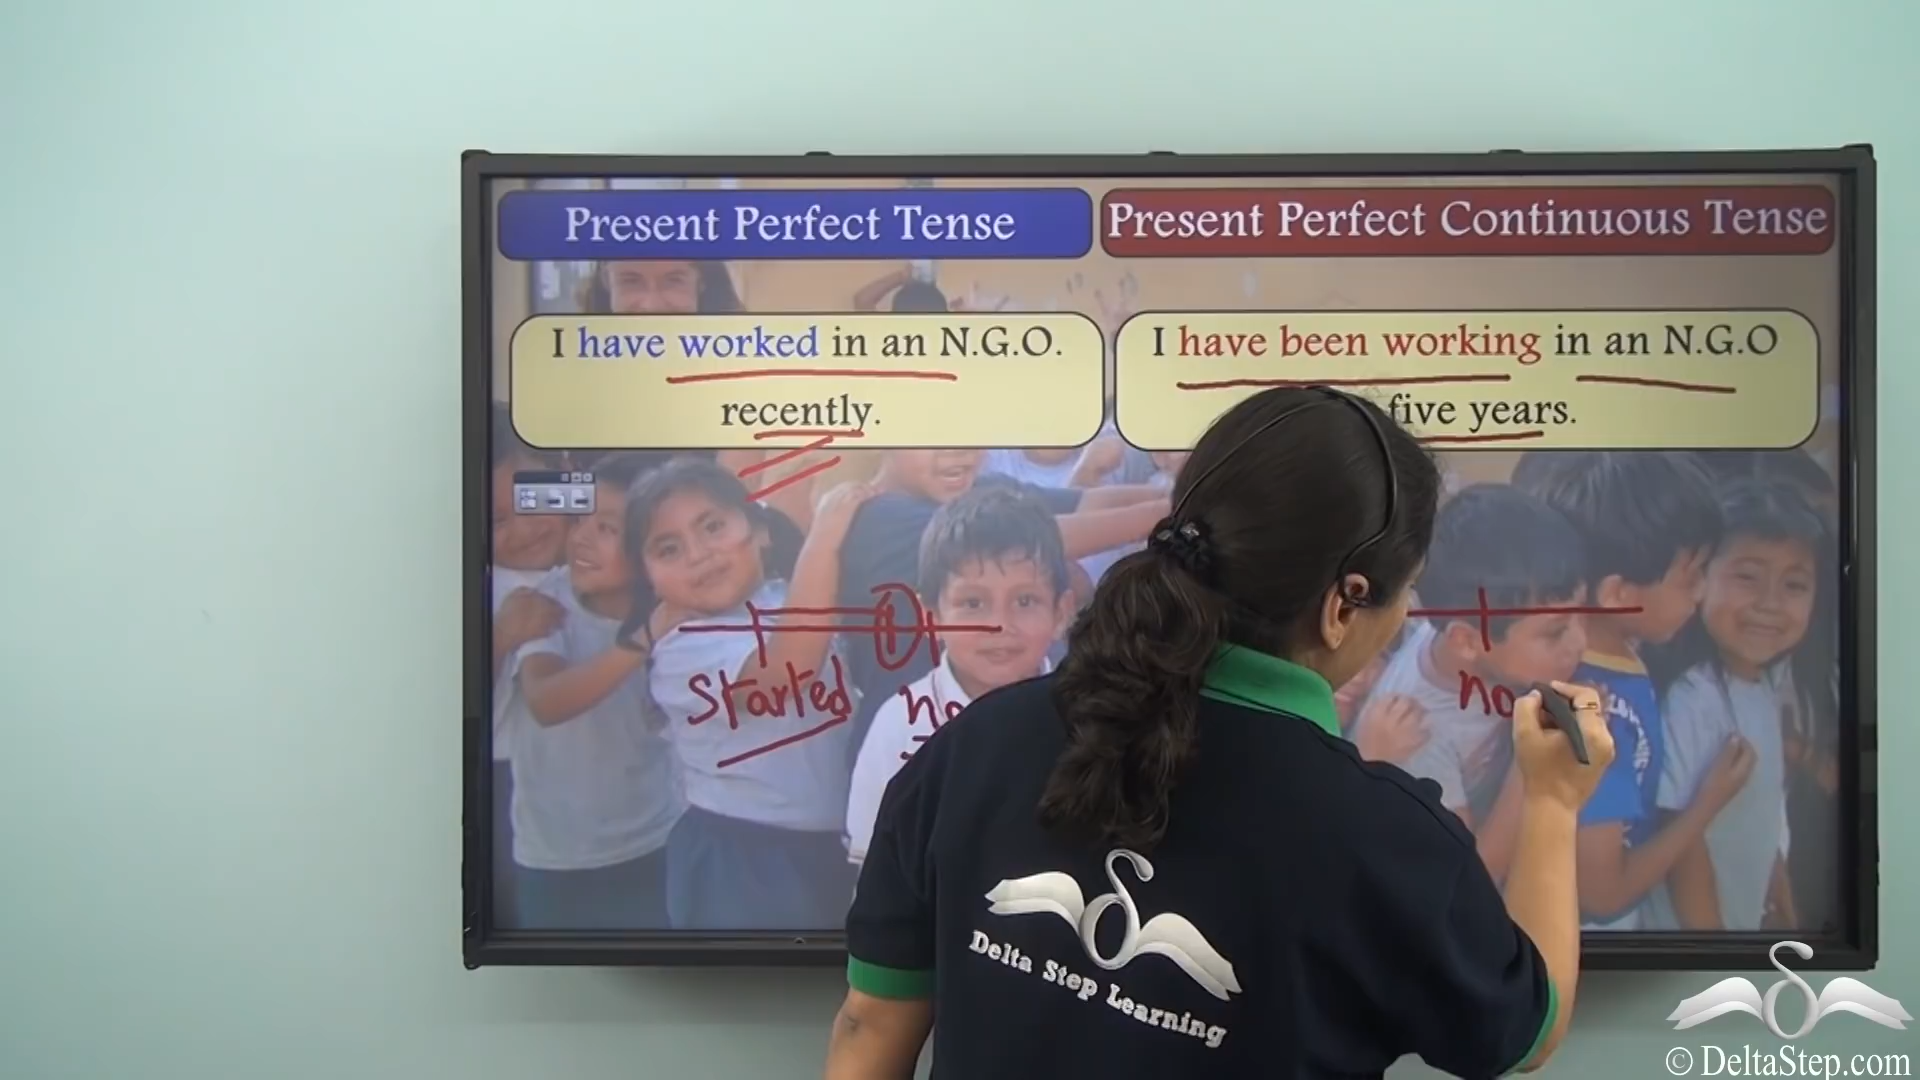 Present Perfect Tense
Present Perfect Continuous Tense
I have worked in an N.G.O.
recently.
I have been working in an N.G.O
five years.
Started
no
Delta Step Learning
© DeltaStep.com